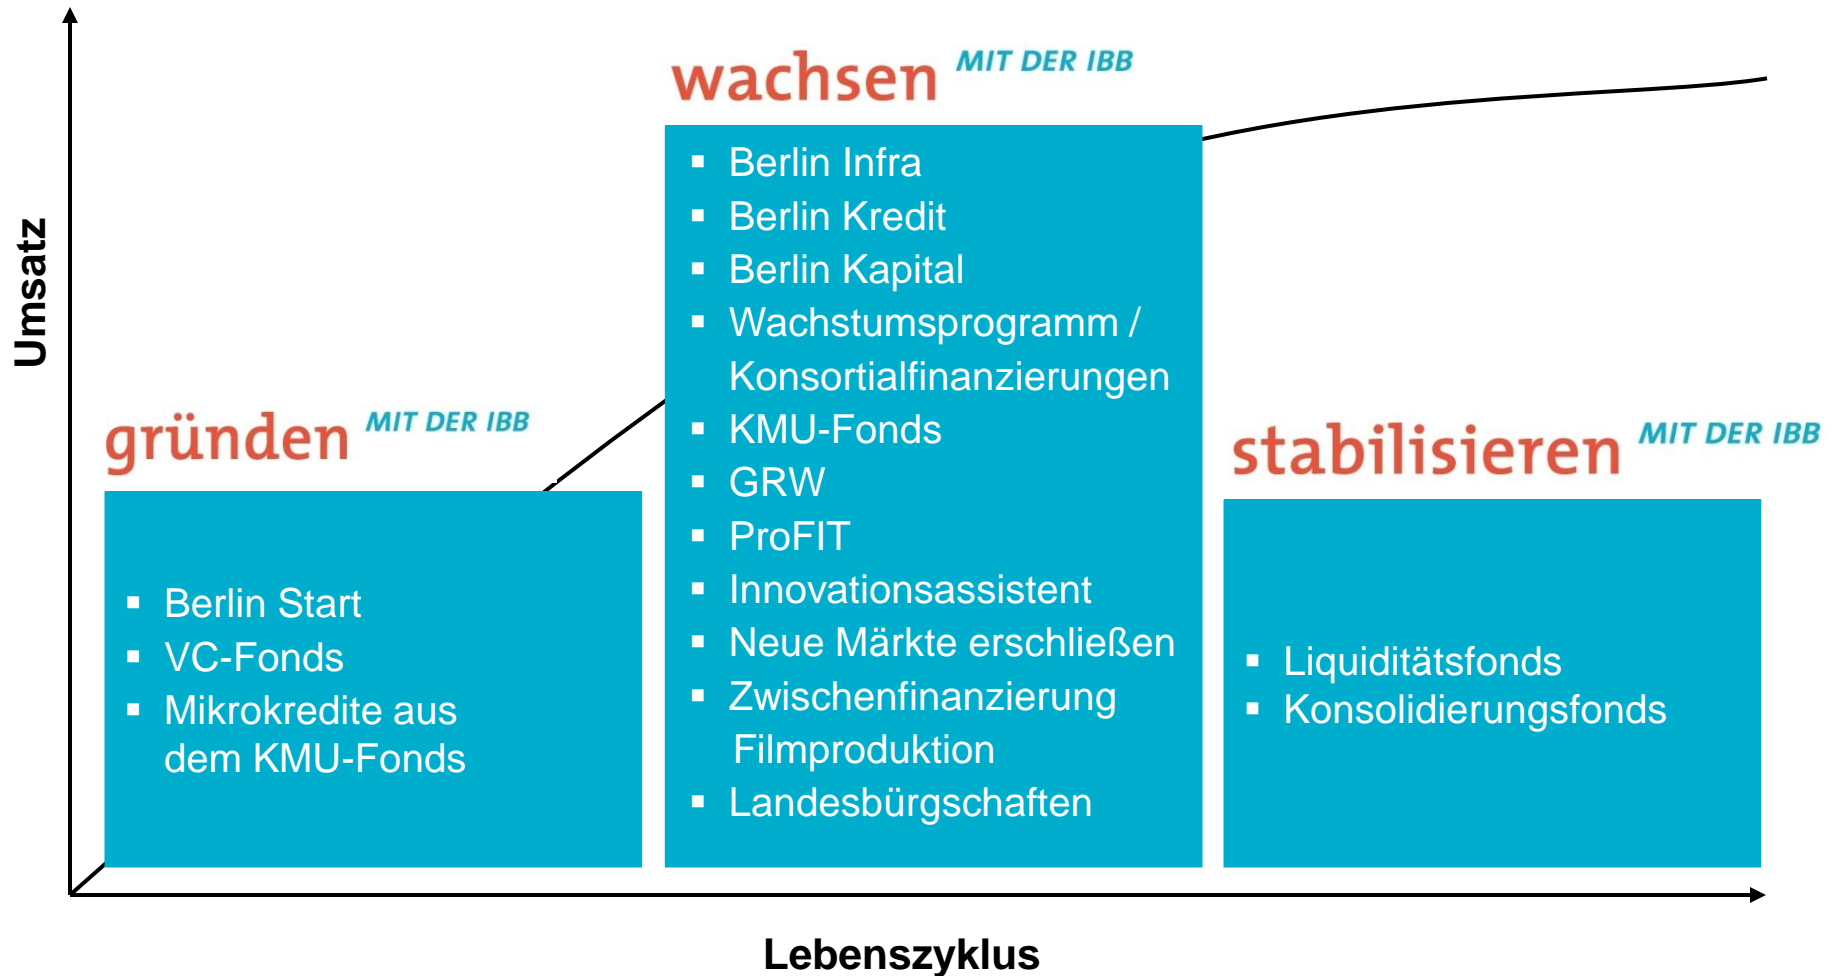 Umsatz
gründen MIT DER IBB
▪ Berlin Start
▪ VC-Fonds
▪ Mikrokredite aus
dem KMU-Fonds
wachsen MIT DER IBB
▪ Berlin Infra
▪ Berlin Kredit
▪ Berlin Kapital
▪ Wachstumsprogramm /
Konsortialfinanzierungen
▪ KMU-Fonds
▪ GRW
▪ ProFIT
▪ Innovationsassistent
▪ Neue Märkte erschließen
▪ Zwischenfinanzierung
Filmproduktion
▪ Landesbürgschaften
stabilisieren MIT DER IBB
▪ Liquiditätsfonds
▪ Konsolidierungsfonds
Lebenszyklus